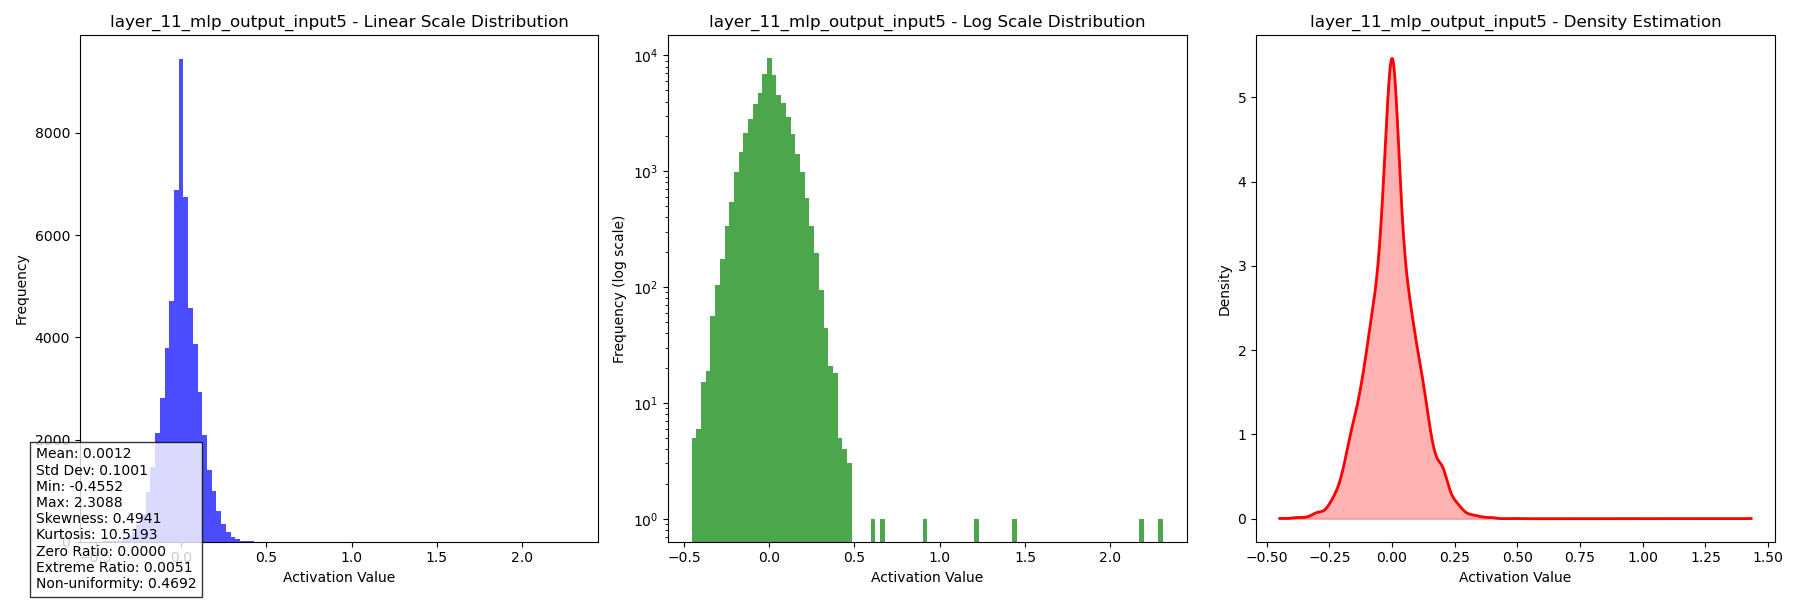 layer_11_mlp_output_input5 - Linear Scale Distribution
Frequency
8000
6000
4000
2000
0
0.0
0.5
1.0
1.5
2.0
Activation Value
Mean: 0.0012
Std Dev: 0.1001
Min: -0.4552
Max: 2.3088
Skewness: 0.4941
Kurtosis: 10.5193
Zero Ratio: 0.0000
Extreme Ratio: 0.0051
Non-uniformity: 0.4692
layer_11_mlp_output_input5 - Log Scale Distribution
Frequency (log scale)
10⁴
10³
10²
10¹
10⁰
−0.5
0.0
0.5
1.0
1.5
2.0
Activation Value
layer_11_mlp_output_input5 - Density Estimation
Density
5
4
3
2
1
0
−0.50
−0.25
0.00
0.25
0.50
0.75
1.00
1.25
1.50
Activation Value